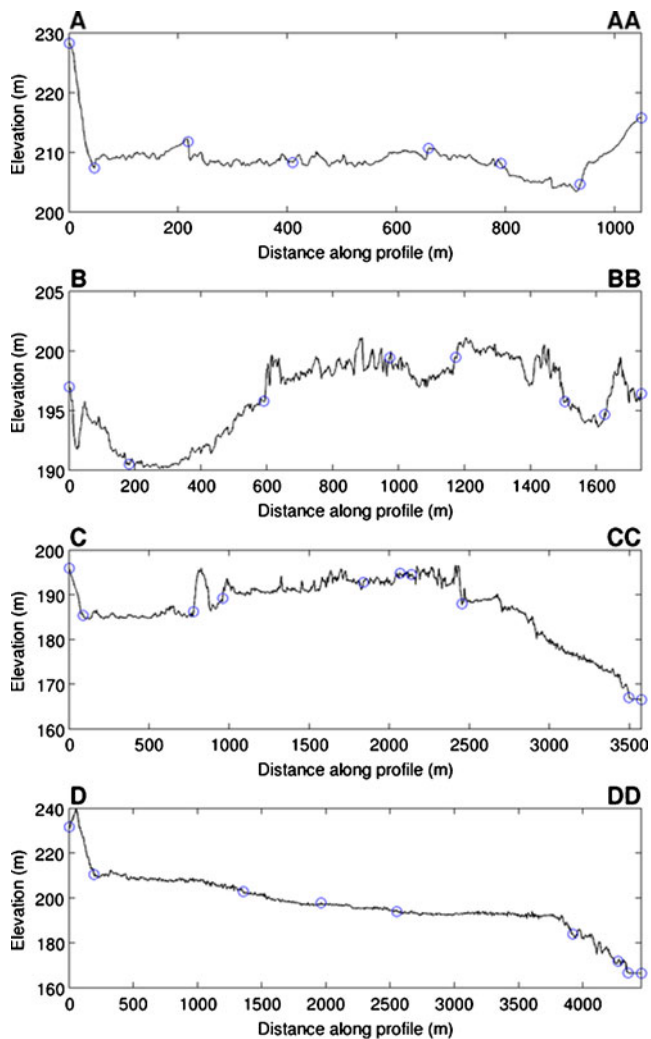 A AA
230
220
210
200
Elevation (m)
0 200 400 600 800 1000
Distance along profile (m)
B BB
205
200
195
190
Elevation (m)
0 200 400 600 800 1000 1200 1400 1600
Distance along profile (m)
C CC
200
190
180
170
160
Elevation (m)
0 500 1000 1500 2000 2500 3000 3500
Distance along profile (m)
D DD
240
220
200
180
160
Elevation (m)
0 500 1000 1500 2000 2500 3000 3500 4000
Distance along profile (m)